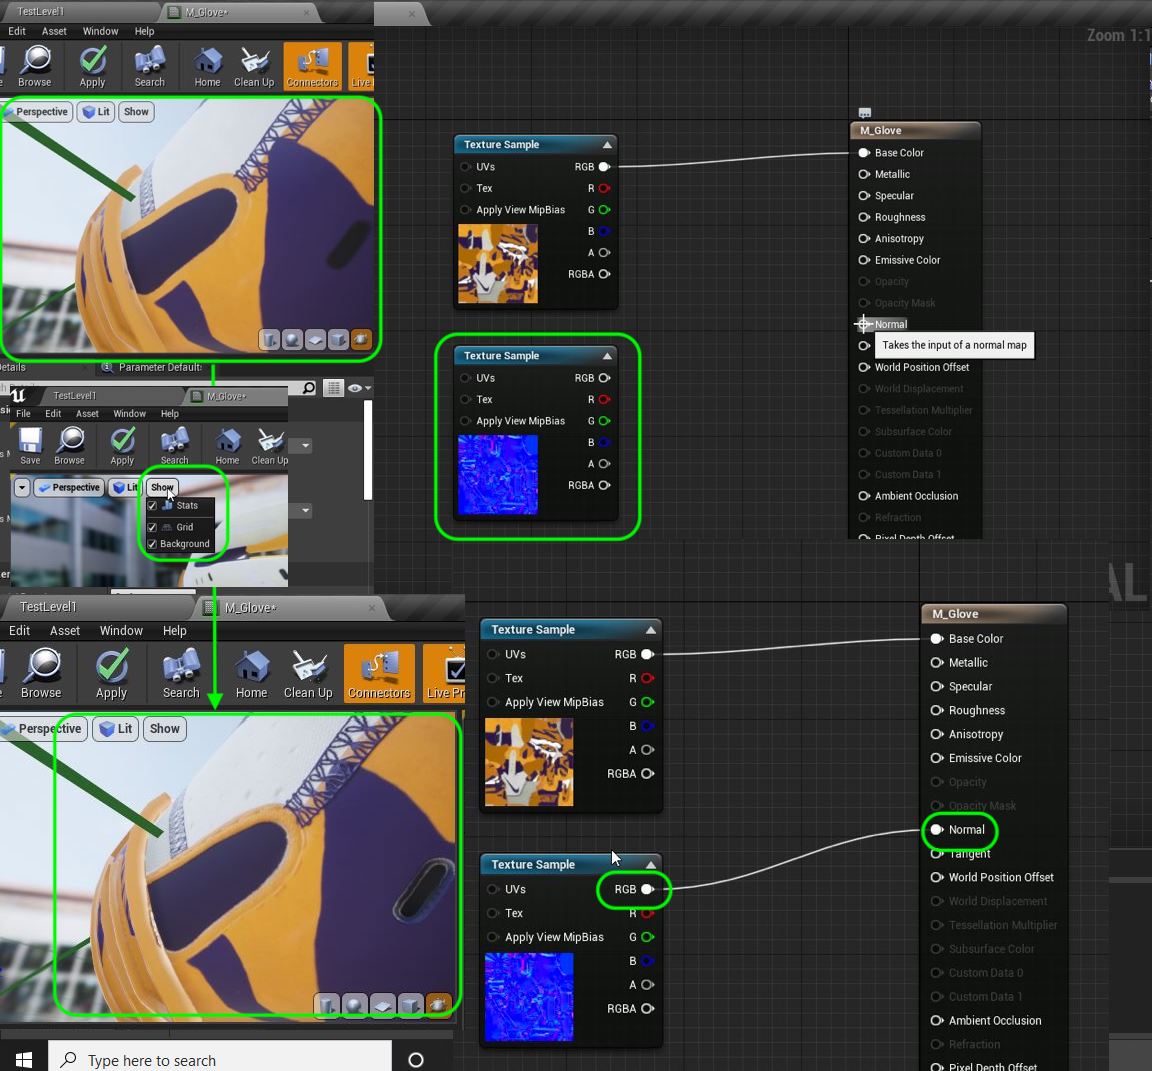 TestLevel1
M_Glove*
Edit Asset Window Help
Browse
Apply
Search
Home
Clean Up
Connectors
Perspective
Lit
Show
Parameter Default
TestLevel1
M_Glove*
File Edit Asset Window Help
Save
Browse
Apply
Search
Home
Clean Up
Perspective
Lit
Show
Stats
Grid
Background
Zoom 1:1
Texture Sample
UVs
RGB
Tex
R
Apply View MipBias
G
B
A
RGBA
Texture Sample
UVs
RGB
Tex
R
Apply View MipBias
G
B
A
RGBA
M_Glove
Base Color
Metallic
Specular
Roughness
Anisotropy
Emissive Color
Opacity
Opacity Mask
Normal
Takes the input of a normal map
World Position Offset
World Displacement
Tessellation Multiplier
Subsurface Color
Custom Data 0
Custom Data 1
Ambient Occlusion
Refraction
Pixel Depth Offset
TestLevel1
M_Glove*
Edit Asset Window Help
Browse
Apply
Search
Home
Clean Up
Connectors
Perspective
Lit
Show
Texture Sample
UVs
RGB
Tex
R
Apply View MipBias
G
B
A
RGBA
Texture Sample
UVs
RGB
Tex
R
Apply View MipBias
G
B
A
RGBA
M_Glove
Base Color
Metallic
Specular
Roughness
Anisotropy
Emissive Color
Opacity
Opacity Mask
Normal
Tangent
World Position Offset
World Displacement
Tessellation Multiplier
Subsurface Color
Custom Data 0
Custom Data 1
Ambient Occlusion
Refraction
Pixel Depth Offset
Type here to search